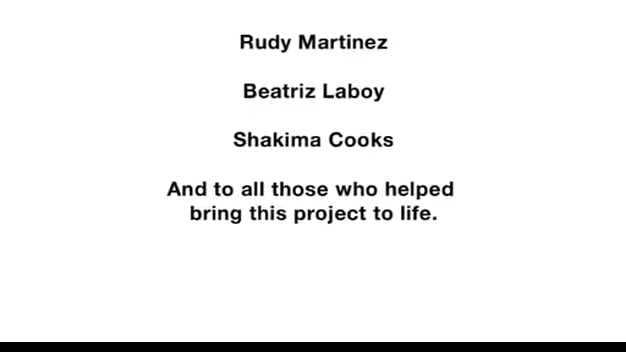 Rudy Martinez
Beatriz Laboy
Shakima Cooks
And to all those who helped
bring this project to life.